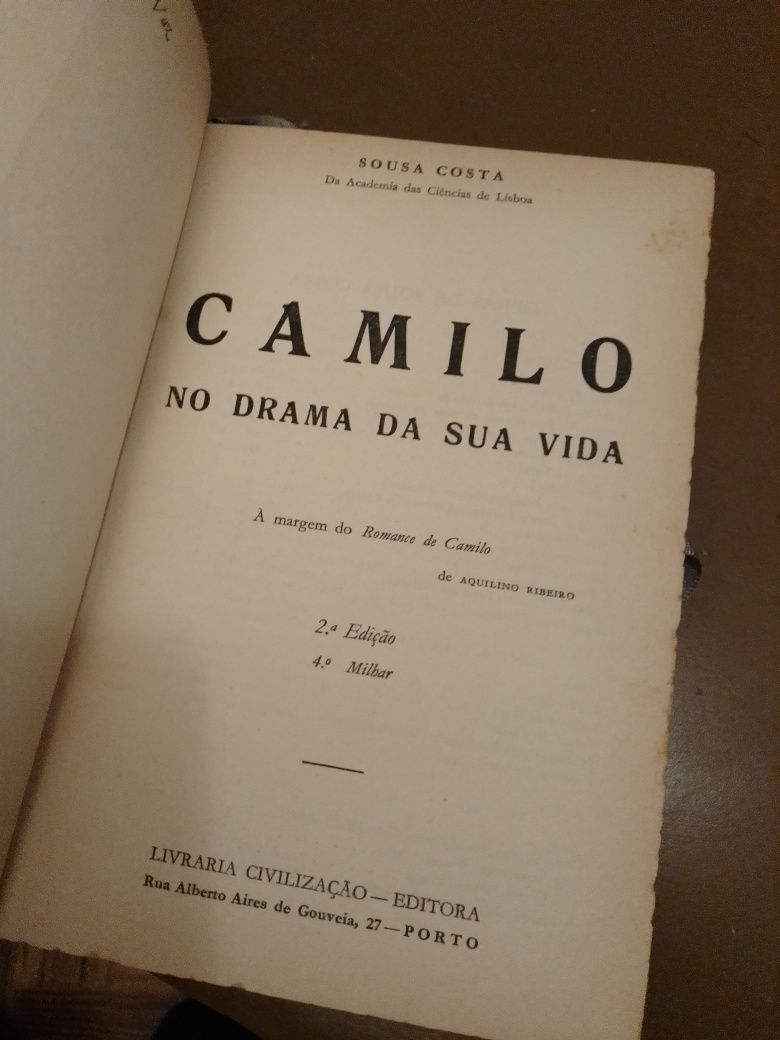 SOUSA COSTA
Da Academia das Ciências de Lisboa
CAMILO
NO DRAMA DA SUA VIDA
À margem do Romance de Camilo
de AQUILINO RIBEIRO
2.ª Edição
4.º Milhar
LIVRARIA CIVILIZAÇÃO — EDITORA
Rua Alberto Aires de Gouveia, 27 — PORTO